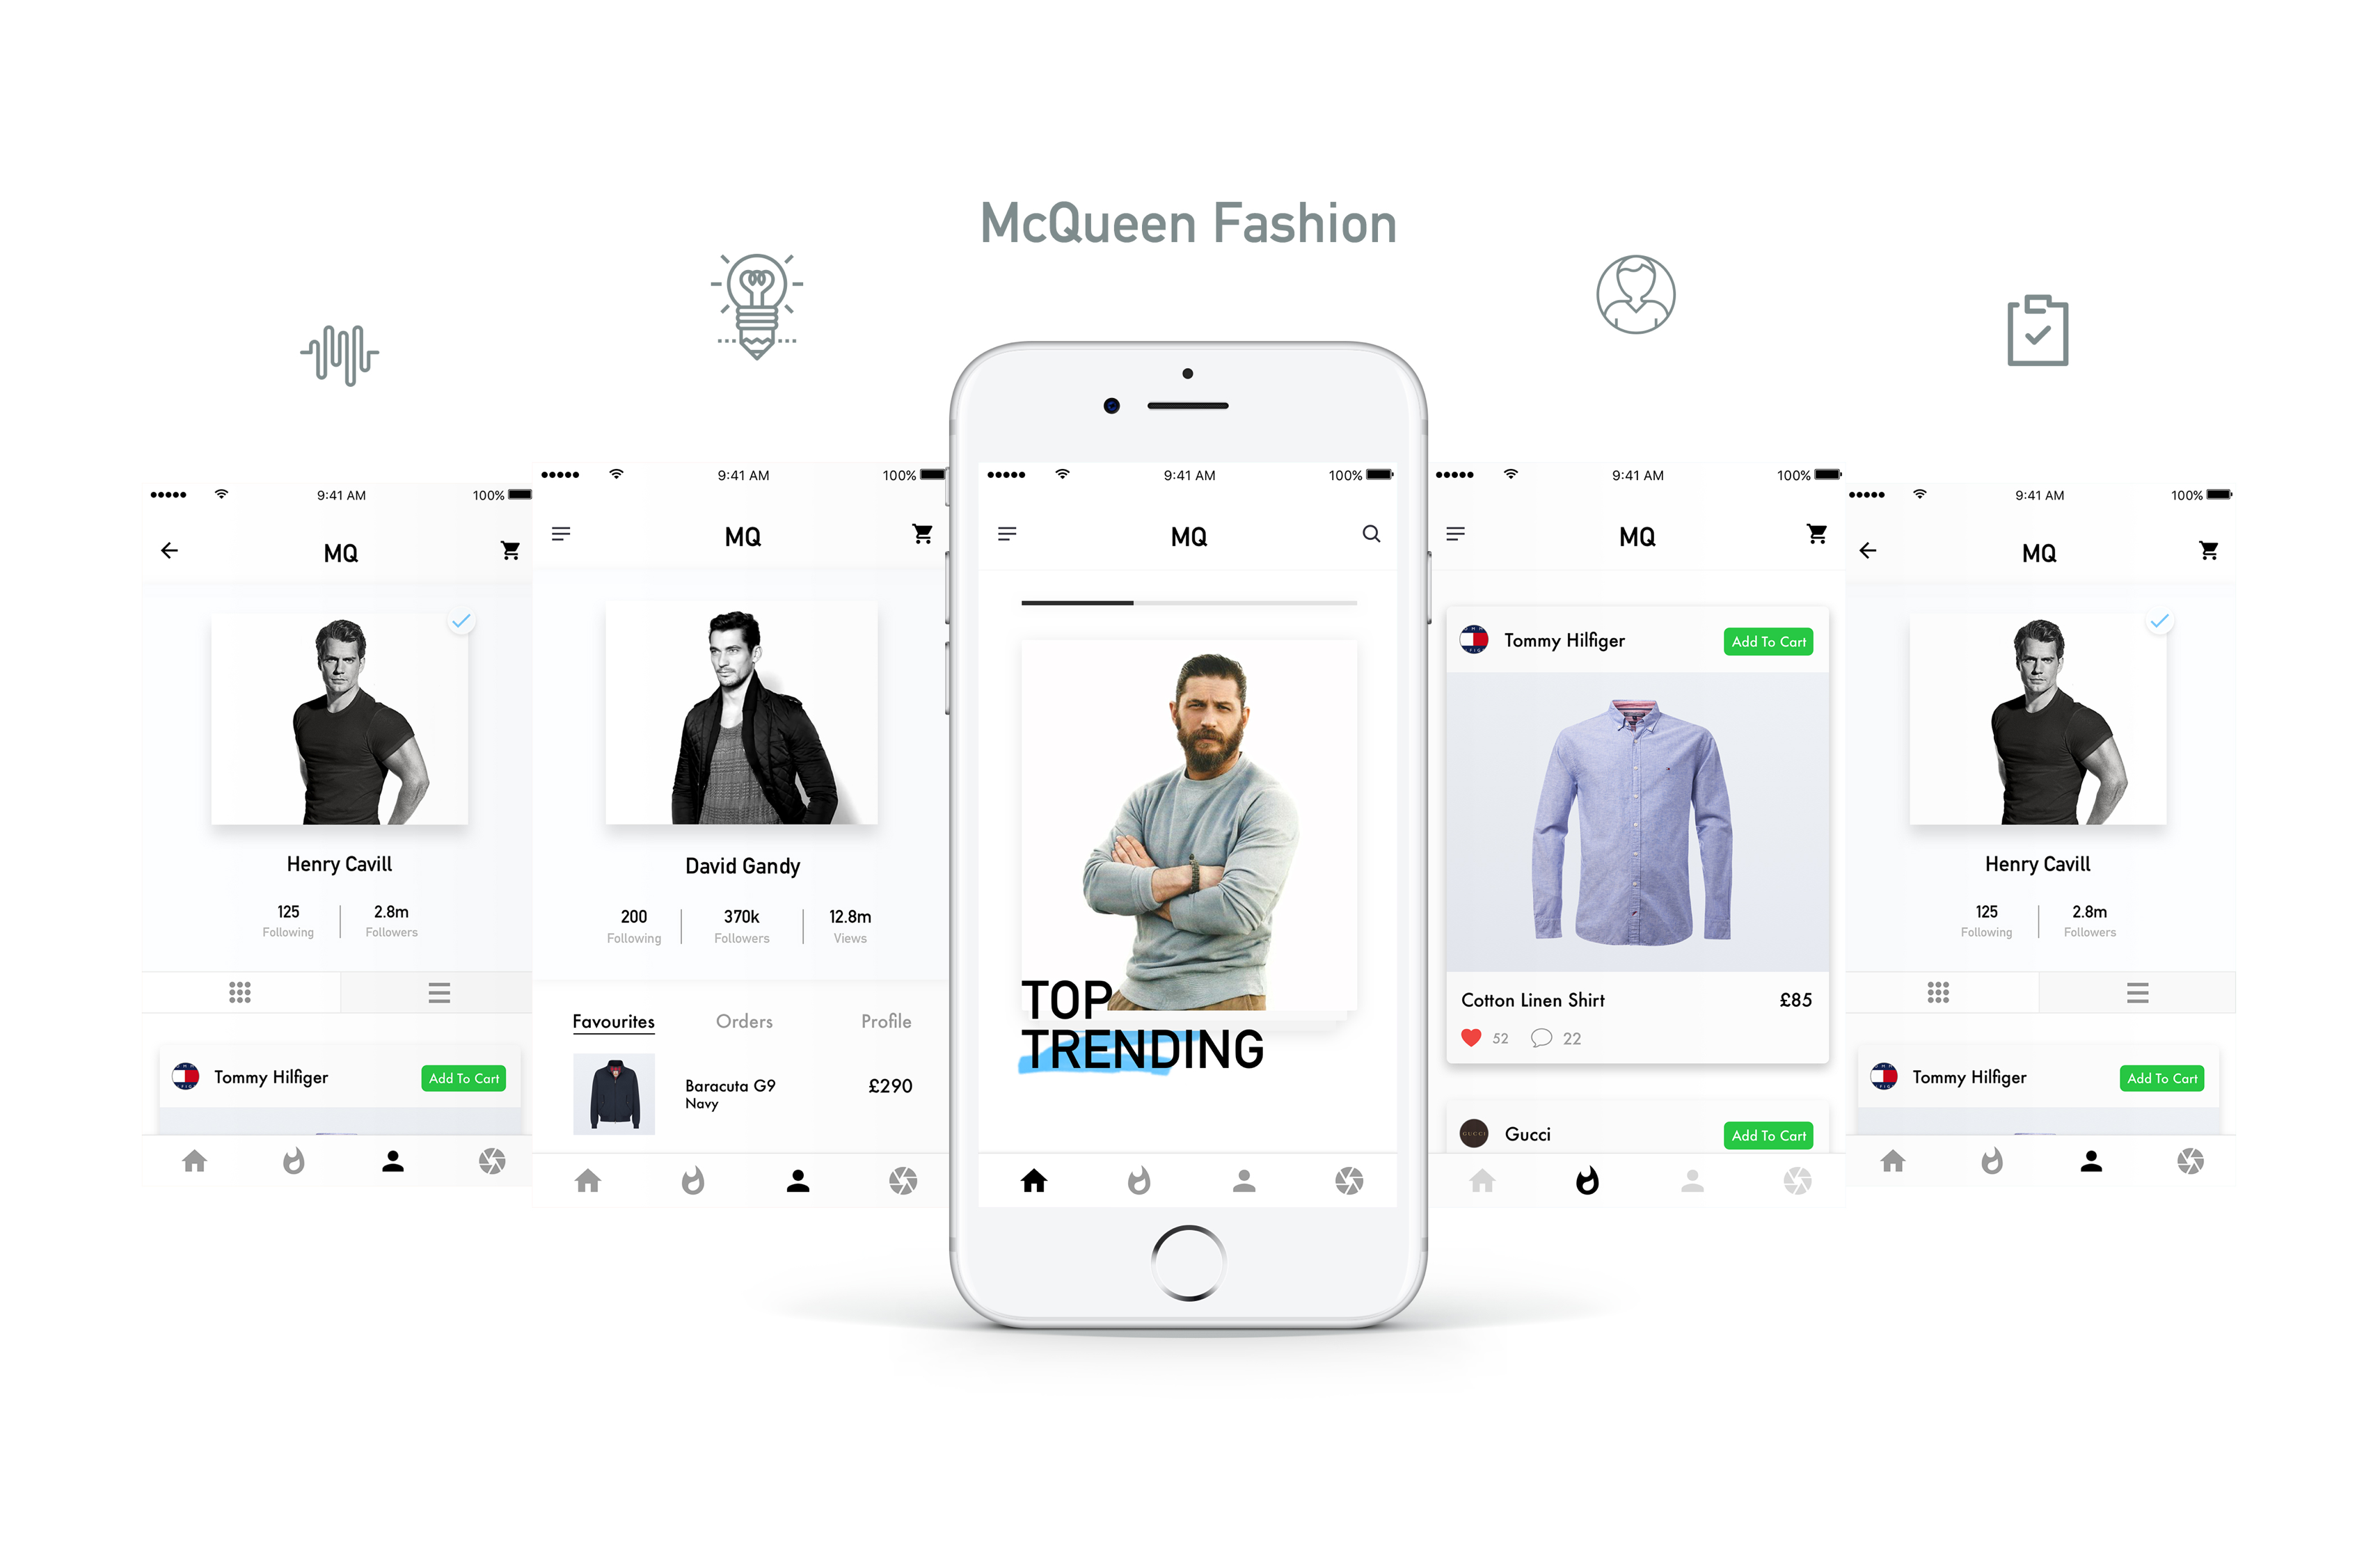 McQueen Fashion
9:41 AM 100%
MQ
Henry Cavill
125 2.8m
Following Followers
Tommy Hilfiger Add To Cart
9:41 AM 100%
MQ
David Gandy
200 370k 12.8m
Following Followers Views
Favourites Orders Profile
Baracuta G9 £290
Navy
9:41 AM 100%
MQ
TOP
TRENDING
9:41 AM 100%
MQ
Tommy Hilfiger Add To Cart
Cotton Linen Shirt £85
52 22
GUCCI
Gucci Add To Cart
9:41 AM 100%
MQ
Henry Cavill
125 2.8m
Following Followers
Tommy Hilfiger Add To Cart